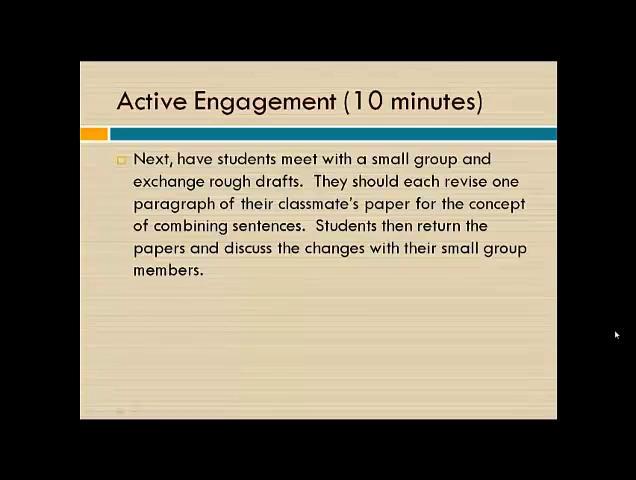 Active Engagement (10 minutes)
Next, have students meet with a small group and
exchange rough drafts. They should each revise one
paragraph of their classmate's paper for the concept
of combining sentences. Students then return the
papers and discuss the changes with their small group
members.